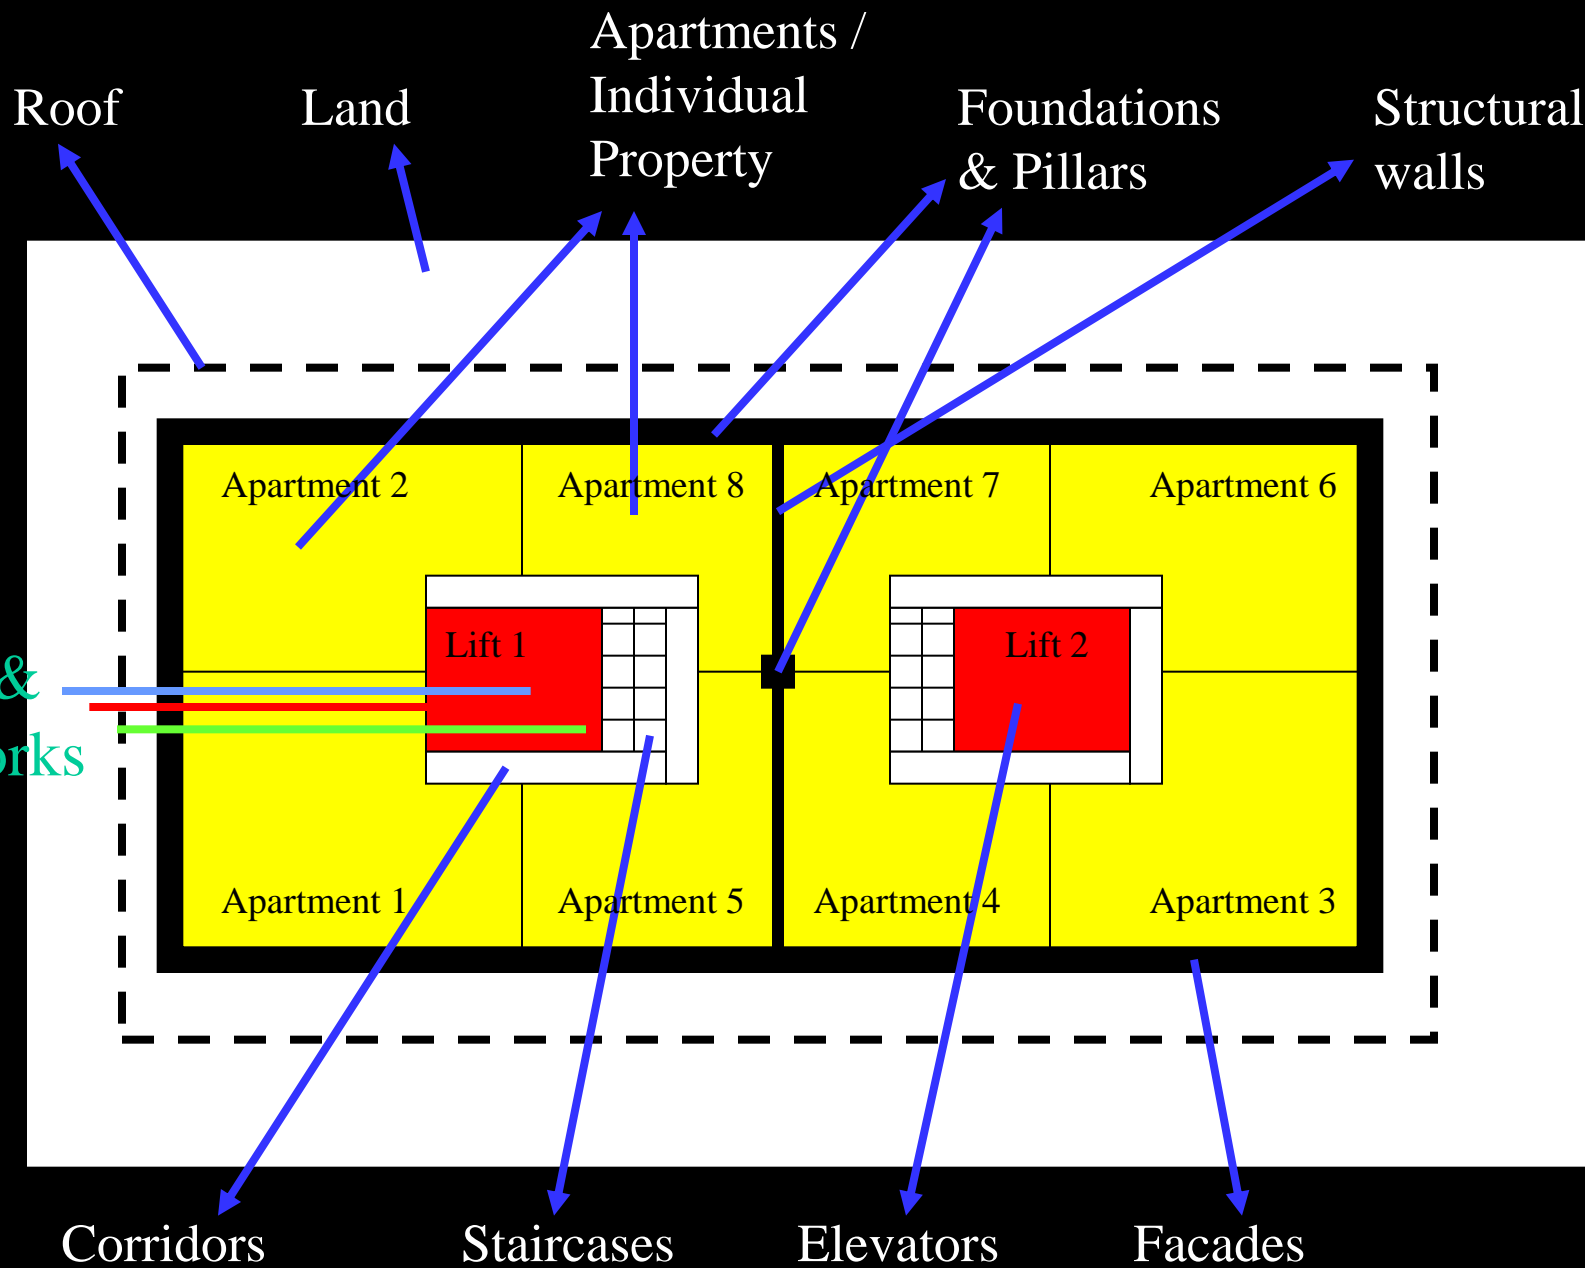 Roof
Land
Apartments /
Individual
Property
Foundations
& Pillars
Structural
walls
Apartment 2
Apartment 8
Apartment 7
Apartment 6
Lift 1
Lift 2
&
Apartment 1
Apartment 5
Apartment 4
Apartment 3
Corridors
Staircases
Elevators
Facades